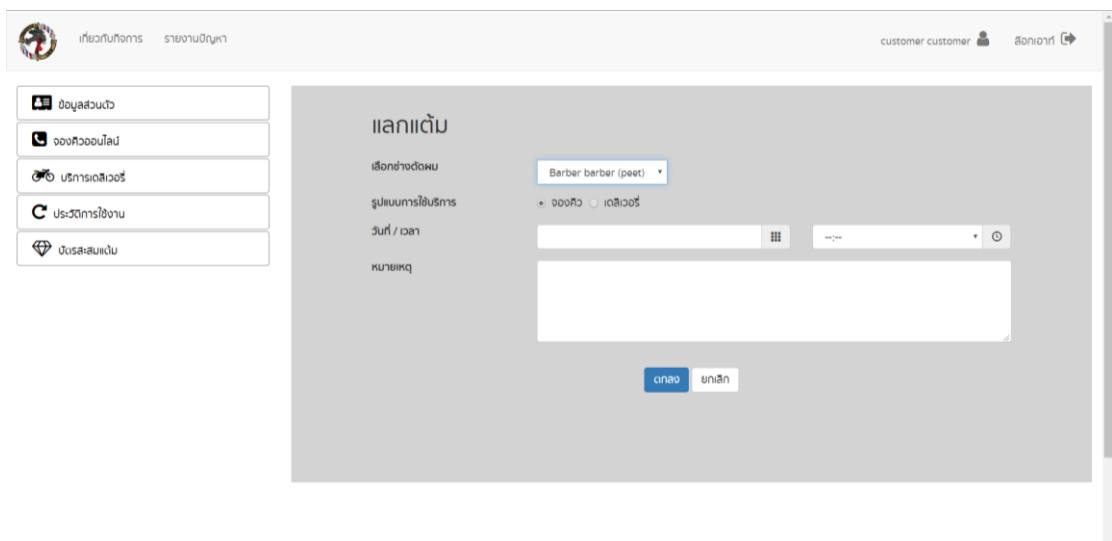 เกี่ยวกับกิจการ รายงานปัญหา customer customer ล๊อกเอาท์
ข้อมูลส่วนตัว
จองคิวออนไลน์
บริการเดลิเวอรี่
ประวัติการใช้งาน
บัตรสะสมแต้ม
แลกแต้ม
เลือกช่างตัดผม Barber barber (peet)
รูปแบบการใช้บริการ จองคิว เดลิเวอรี่
วันที่ / เวลา --:--
หมายเหตุ
ตกลง ยกเลิก